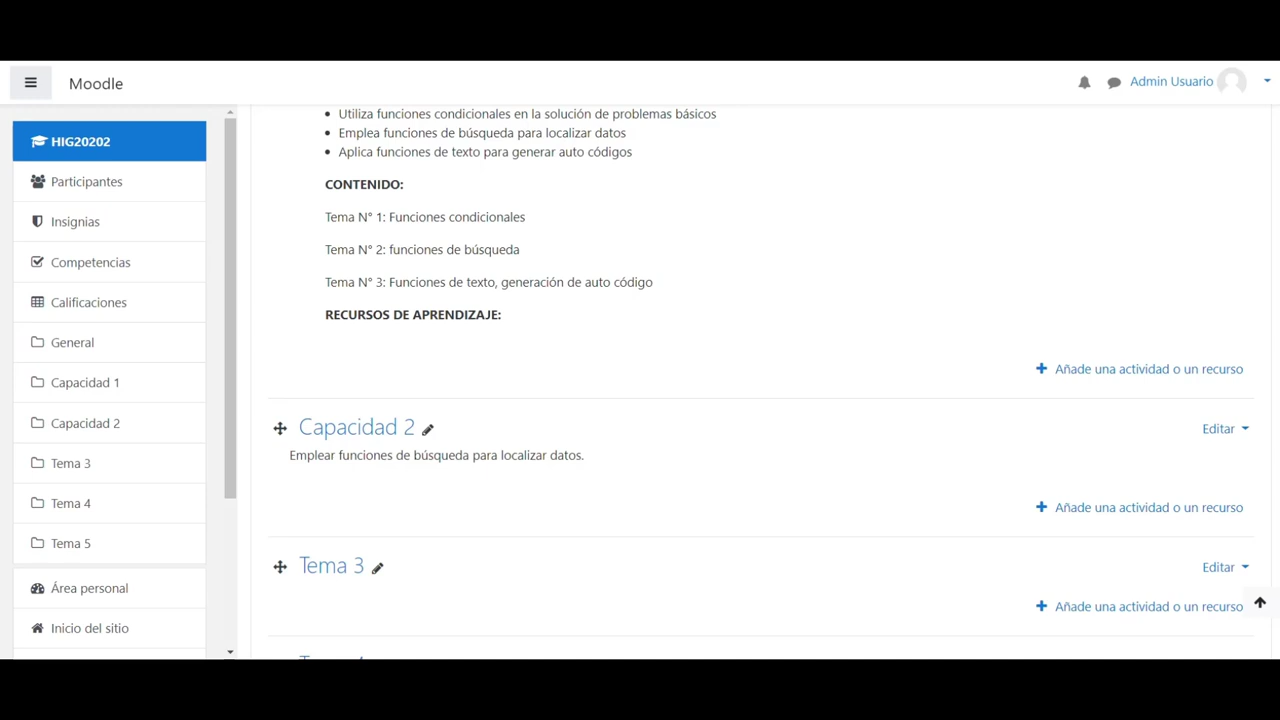 Moodle
Admin Usuario
HIG20202
Participantes
Insignias
Competencias
Calificaciones
General
Capacidad 1
Capacidad 2
Tema 3
Tema 4
Tema 5
Área personal
Inicio del sitio
• Utiliza funciones condicionales en la solución de problemas básicos
• Emplea funciones de búsqueda para localizar datos
• Aplica funciones de texto para generar auto códigos
CONTENIDO:
Tema N° 1: Funciones condicionales
Tema N° 2: funciones de búsqueda
Tema N° 3: Funciones de texto, generación de auto código
RECURSOS DE APRENDIZAJE:
Añade una actividad o un recurso
Capacidad 2
Editar
Emplear funciones de búsqueda para localizar datos.
Añade una actividad o un recurso
Tema 3
Editar
Añade una actividad o un recurso